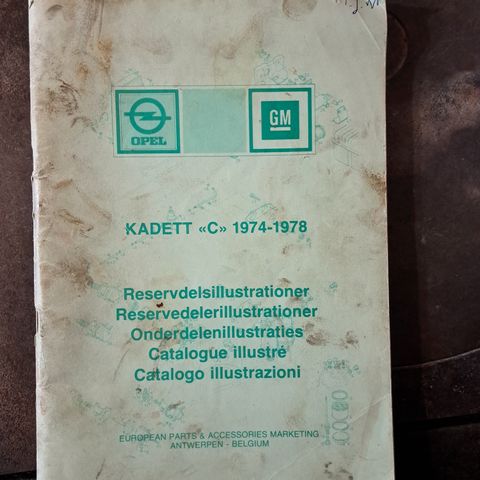 OPEL
GM
KADETT «C» 1974-1978
Reservdelsillustrationer
Reservedelerillustrationer
Onderdelenillustraties
Catalogue illustré
Catalogo illustrazioni
EUROPEAN PARTS & ACCESSORIES MARKETING
ANTWERPEN - BELGIUM